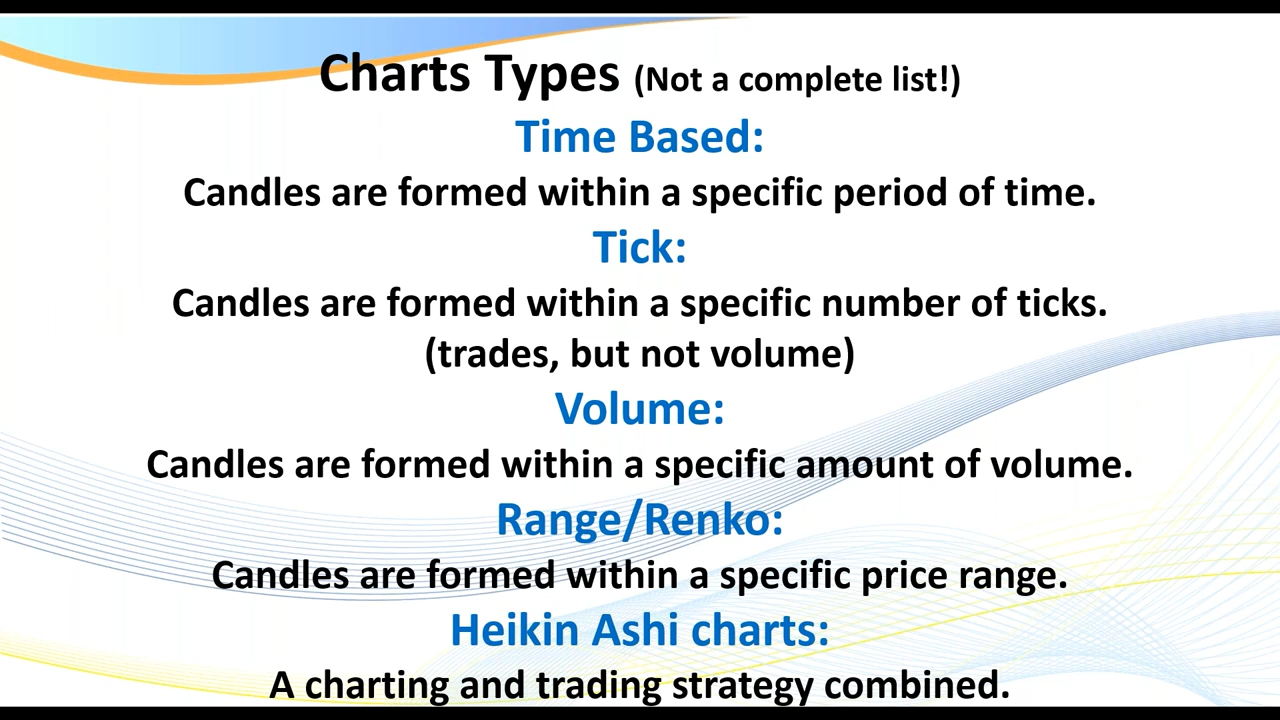 Charts Types (Not a complete list!)
Time Based:
Candles are formed within a specific period of time.
Tick:
Candles are formed within a specific number of ticks.
(trades, but not volume)
Volume:
Candles are formed within a specific amount of volume.
Range/Renko:
Candles are formed within a specific price range.
Heikin Ashi charts:
A charting and trading strategy combined.